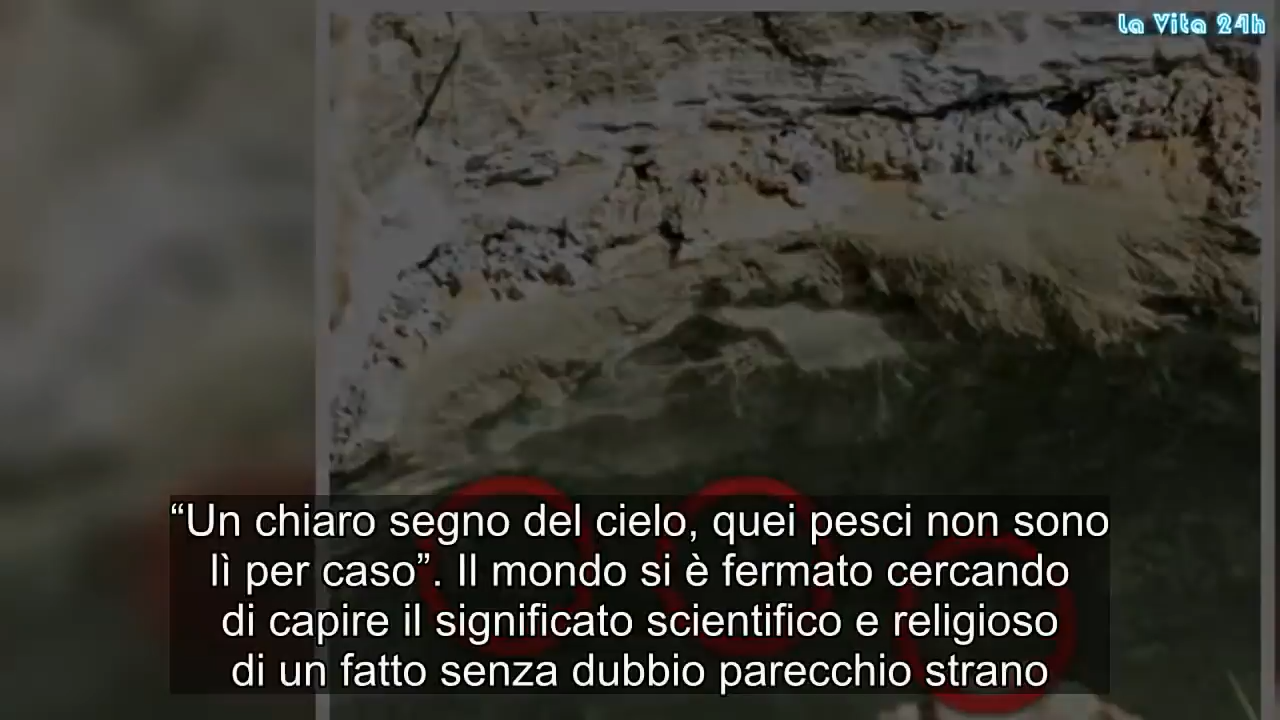 La Vita 24h
“Un chiaro segno del cielo, quei pesci non sono
lì per caso”. Il mondo si è fermato cercando
di capire il significato scientifico e religioso
di un fatto senza dubbio parecchio strano